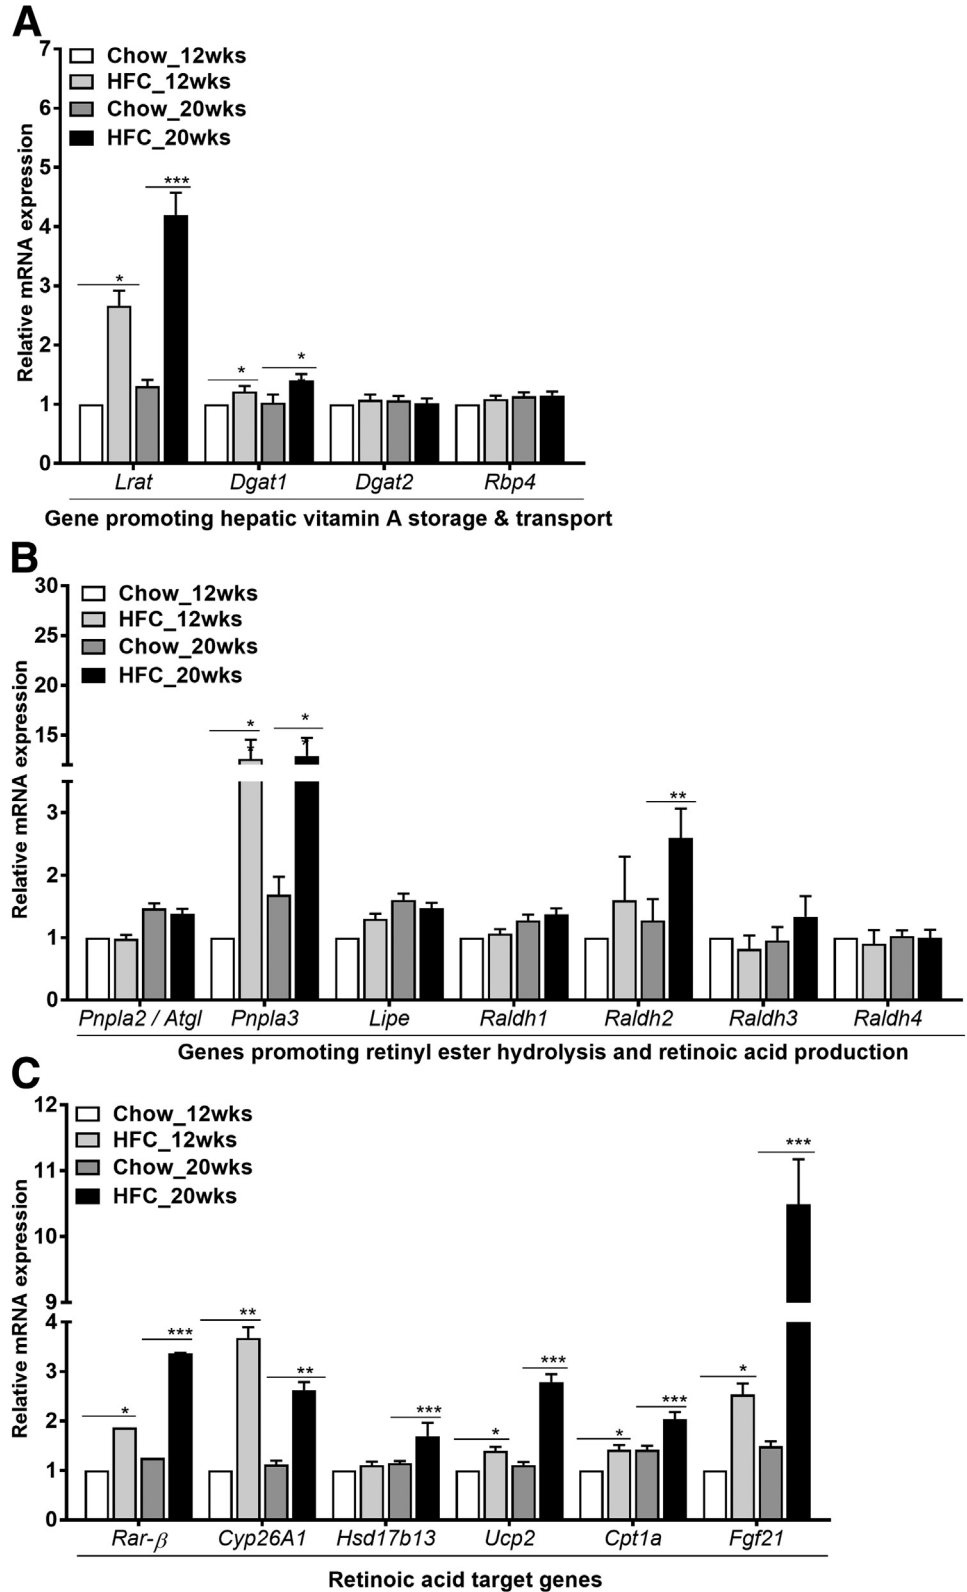 A
7
Chow_12wks
HFC_12wks
6
Chow_20wks
HFC_20wks
5
***
4
3
*
2
*
*
1
0
Relative mRNA expression
Lrat Dgat1 Dgat2 Rbp4
Gene promoting hepatic vitamin A storage & transport
B
30
Chow_12wks
HFC_12wks
25
Chow_20wks
HFC_20wks
20
15
*
*
*
*
3
**
2
1
0
Relative mRNA expression
Pnpla2 / Atgl Pnpla3 Lipe Raldh1 Raldh2 Raldh3 Raldh4
Genes promoting retinyl ester hydrolysis and retinoic acid production
C
12
Chow_12wks
HFC_12wks
Chow_20wks
11
***
HFC_20wks
10
9
4
***
**
3
**
***
*
2
*
***
*
*
***
1
0
Relative mRNA expression
Rar-β Cyp26A1 Hsd17b13 Ucp2 Cpt1a Fgf21
Retinoic acid target genes